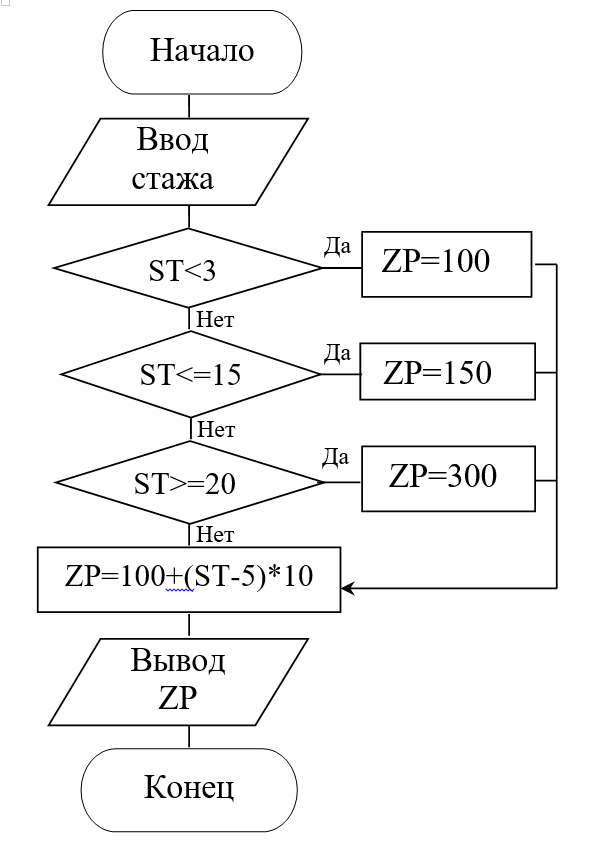 Начало
Ввод
стажа
ST<3
Да
ZP=100
Нет
ST<=15
Да
ZP=150
Нет
ST>=20
Да
ZP=300
Нет
ZP=100+(ST-5)*10
Вывод
ZP
Конец